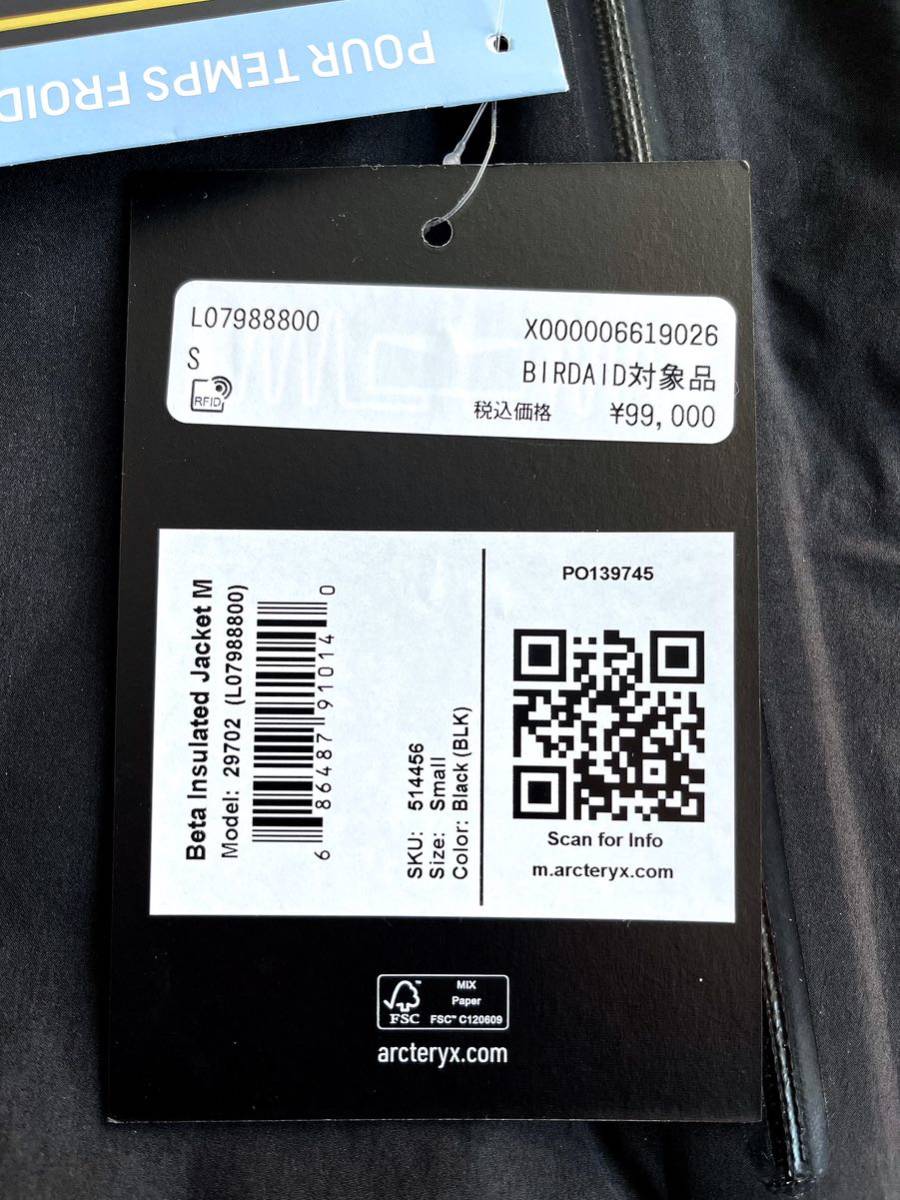 POUR TEMPS FROID
L07988800
X000006619026
S
BIRDAID対象品
RFID
税込価格 ¥99,000
Beta Insulated Jacket M
Model: 29702 (L07988800)
6 86487 91014 0
SKU: 514456
Size: Small
Color: Black (BLK)
PO139745
Scan for Info
m.arcteryx.com
FSC™
MIX
Paper
FSC™ C120609
arcteryx.com